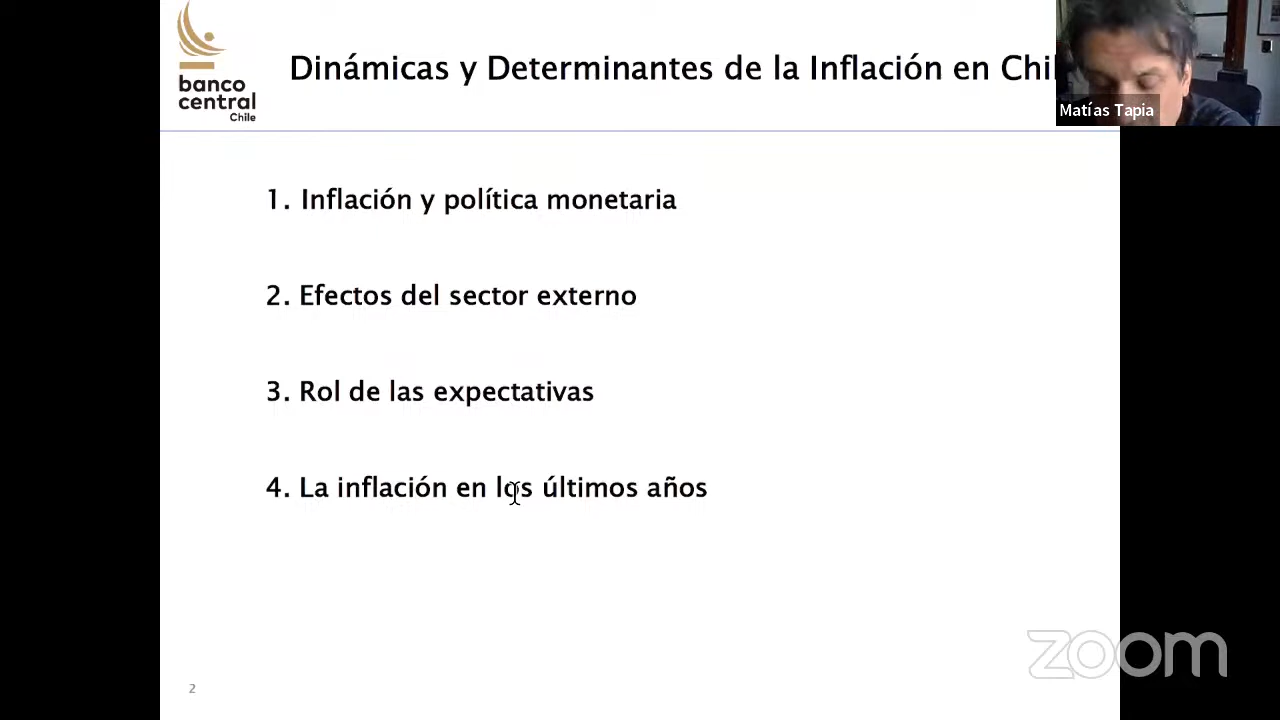 banco
central
Chile
Dinámicas y Determinantes de la Inflación en Chi
Matías Tapia
1. Inflación y política monetaria
2. Efectos del sector externo
3. Rol de las expectativas
4. La inflación en los últimos años
zoom
2